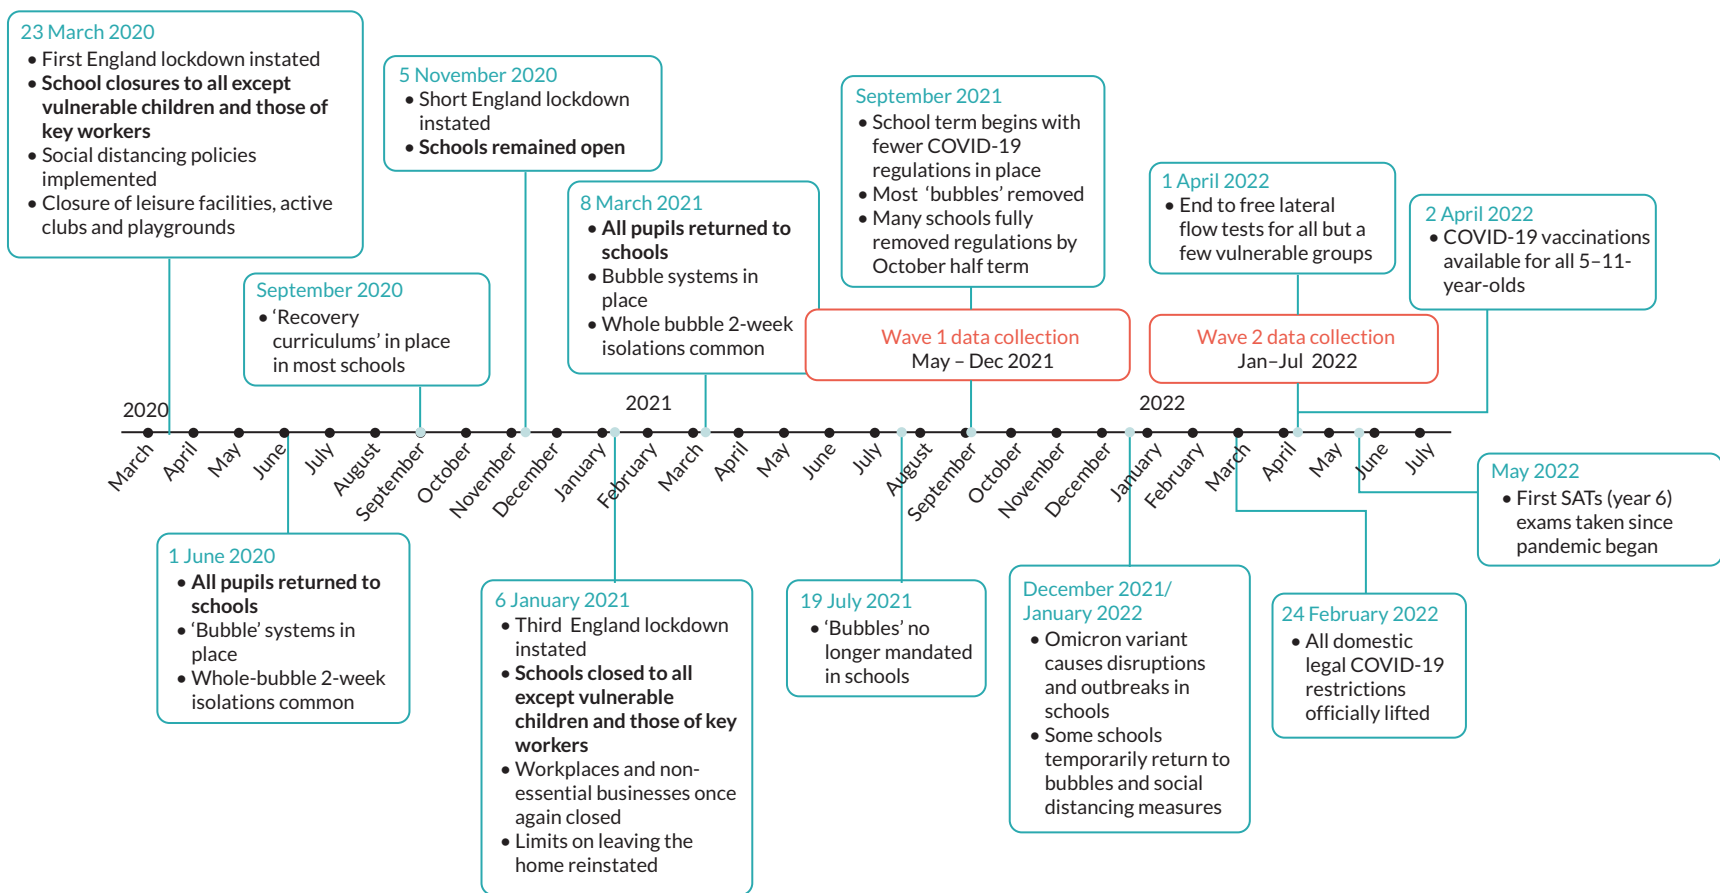 23 March 2020
• First England lockdown instated
• School closures to all except
vulnerable children and those of
key workers
• Social distancing policies
implemented
• Closure of leisure facilities, active
clubs and playgrounds
5 November 2020
• Short England lockdown
instated
• Schools remained open
September 2020
• ‘Recovery
curriculums’ in place
in most schools
8 March 2021
• All pupils returned to
schools
• Bubble systems in
place
• Whole bubble 2-week
isolations common
September 2021
• School term begins with
fewer COVID-19
regulations in place
• Most ‘bubbles’ removed
• Many schools fully
removed regulations by
October half term
Wave 1 data collection
May – Dec 2021
1 April 2022
• End to free lateral
flow tests for all but a
few vulnerable groups
2 April 2022
• COVID-19 vaccinations
available for all 5–11-
year-olds
Wave 2 data collection
Jan–Jul 2022
2020
2021
2022
March
April
May
June
July
August
September
October
November
December
January
February
March
April
May
June
July
August
September
October
November
December
January
February
March
April
May
June
July
1 June 2020
• All pupils returned to
schools
• ‘Bubble’ systems in
place
• Whole-bubble 2-week
isolations common
6 January 2021
• Third England lockdown
instated
• Schools closed to all
except vulnerable
children and those of key
workers
• Workplaces and non-
essential businesses once
again closed
• Limits on leaving the
home reinstated
19 July 2021
• ‘Bubbles’ no
longer mandated
in schools
December 2021/
January 2022
• Omicron variant
causes disruptions
and outbreaks in
schools
• Some schools
temporarily return to
bubbles and social
distancing measures
24 February 2022
• All domestic
legal COVID-19
restrictions
officially lifted
May 2022
• First SATs (year 6)
exams taken since
pandemic began